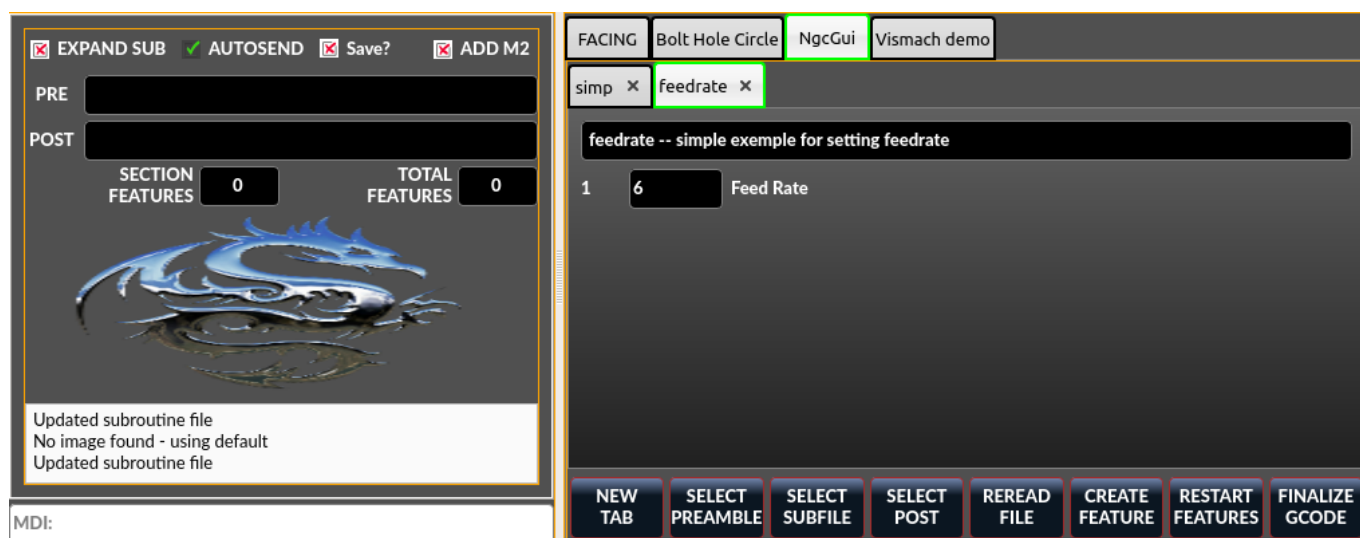 EXPAND SUB AUTOSEND Save? ADD M2
PRE
POST
SECTION
FEATURES
0
TOTAL
FEATURES
0
Updated subroutine file
No image found - using default
Updated subroutine file
MDI:
FACING Bolt Hole Circle NgcGui Vismach demo
simp × feedrate ×
feedrate -- simple exemple for setting feedrate
1 6 Feed Rate
NEW
TAB
SELECT
PREAMBLE
SELECT
SUBFILE
SELECT
POST
REREAD
FILE
CREATE
FEATURE
RESTART
FEATURES
FINALIZE
GCODE